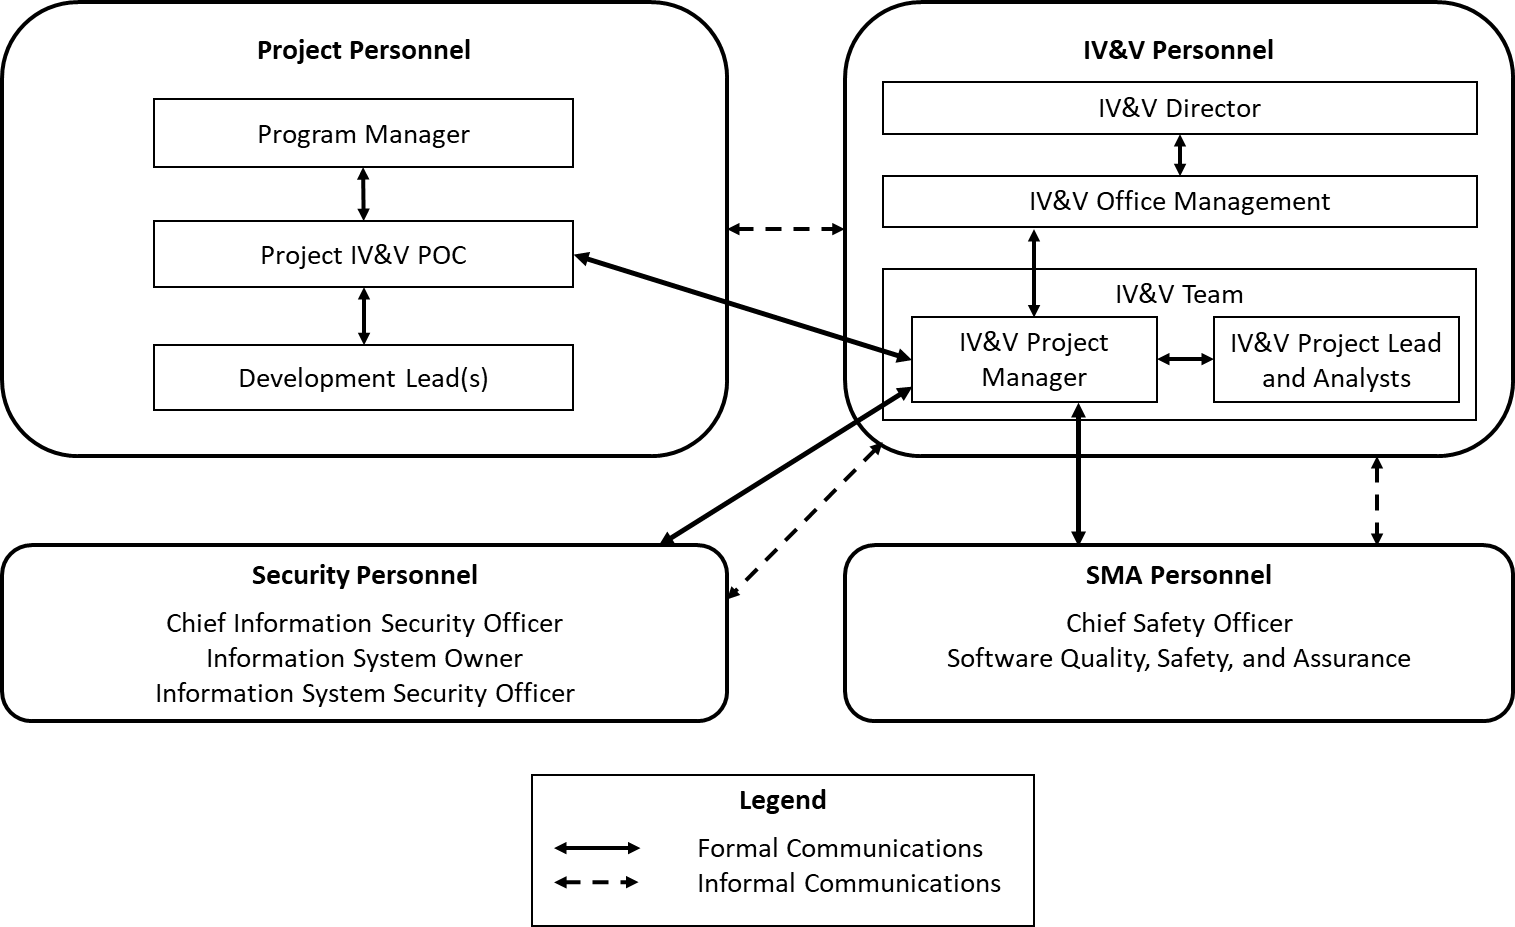 Project Personnel
Program Manager
Project IV&V POC
Development Lead(s)
IV&V Personnel
IV&V Director
IV&V Office Management
IV&V Team
IV&V Project
Manager
IV&V Project Lead
and Analysts
Security Personnel
Chief Information Security Officer
Information System Owner
Information System Security Officer
SMA Personnel
Chief Safety Officer
Software Quality, Safety, and Assurance
Legend
Formal Communications
Informal Communications